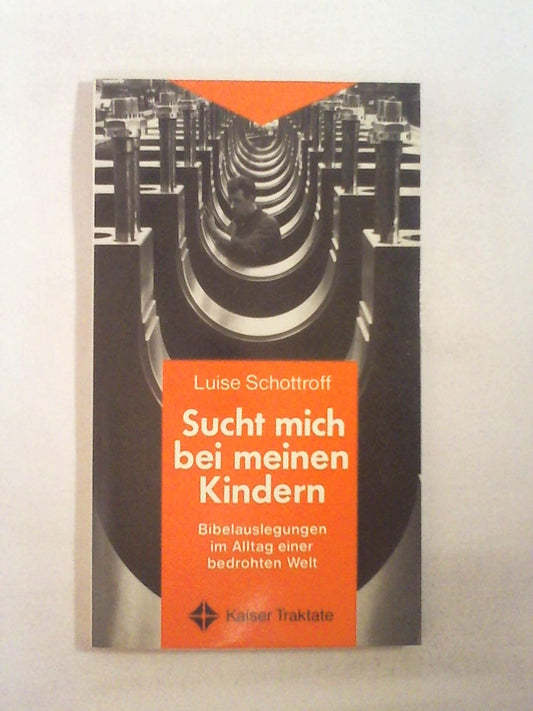 Luise Schottroff
Sucht mich
bei meinen
Kindern
Bibelauslegungen
im Alltag einer
bedrohten Welt
Kaiser Traktate